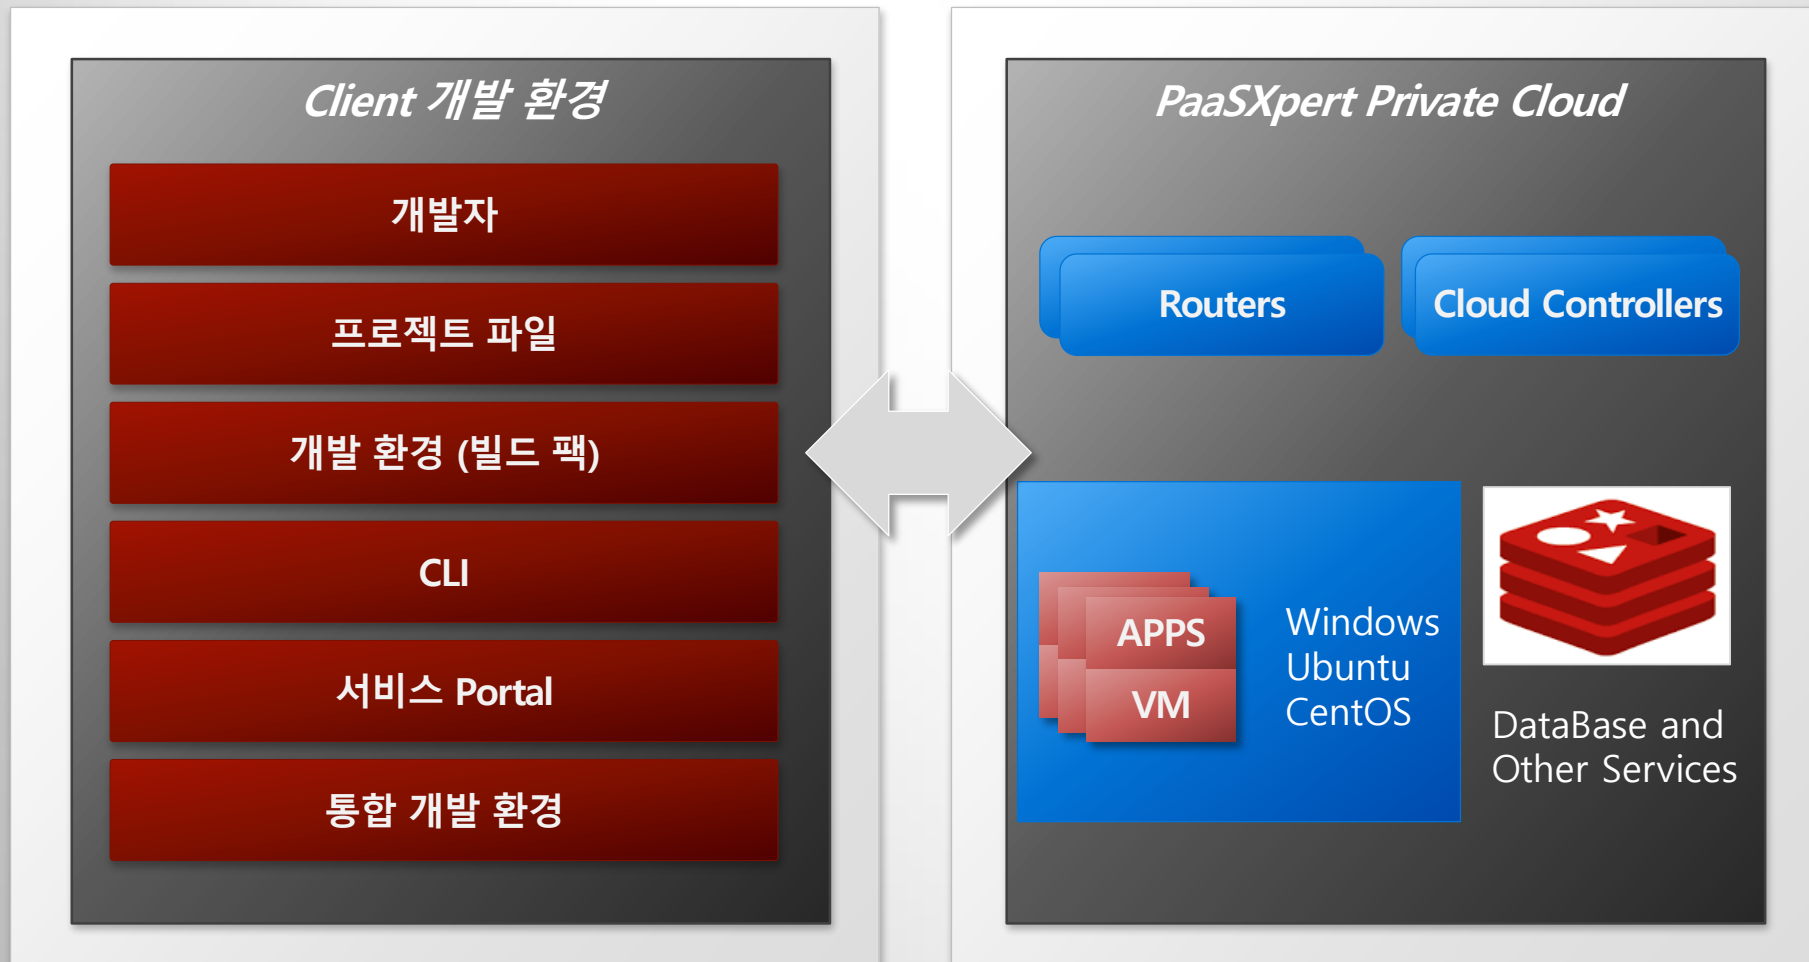 Client 개발 환경
개발자
프로젝트 파일
개발 환경 (빌드 팩)
CLI
서비스 Portal
통합 개발 환경
PaaSXpert Private Cloud
Routers
Cloud Controllers
APPS
VM
Windows
Ubuntu
CentOS
DataBase and
Other Services